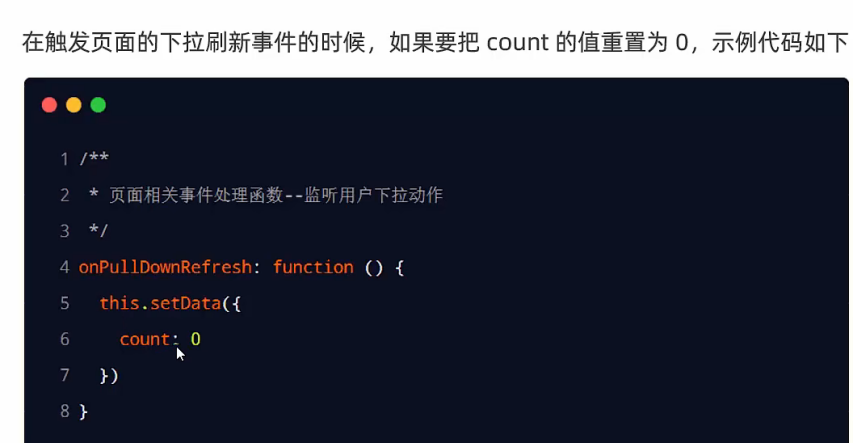 在触发页面的下拉刷新事件的时候，如果要把 count 的值重置为 0，示例代码如下
1 /**
2  * 页面相关事件处理函数--监听用户下拉动作
3  */
4 onPullDownRefresh: function () {
5   this.setData({
6     count: 0
7   })
8 }